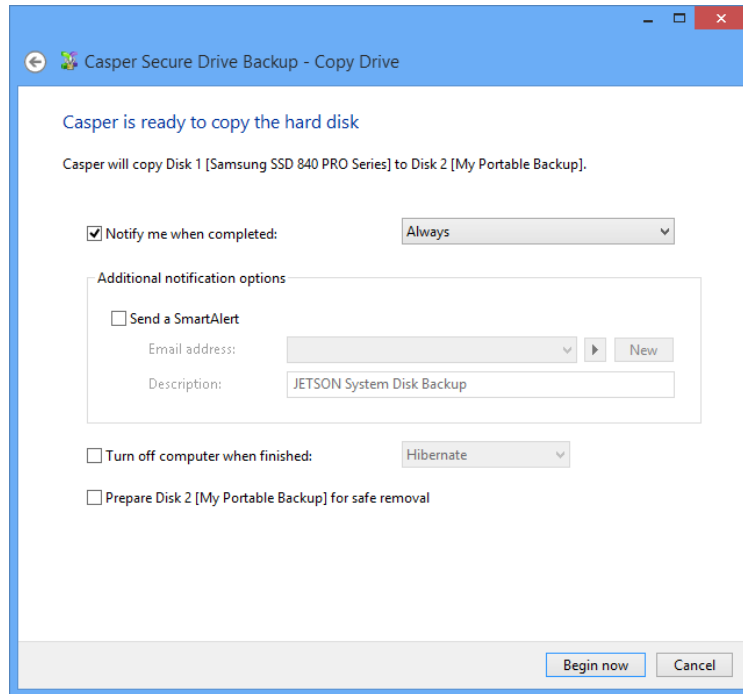 Casper Secure Drive Backup - Copy Drive
Casper is ready to copy the hard disk
Casper will copy Disk 1 [Samsung SSD 840 PRO Series] to Disk 2 [My Portable Backup].
Notify me when completed: Always
Additional notification options
Send a SmartAlert
Email address: New
Description: JETSON System Disk Backup
Turn off computer when finished: Hibernate
Prepare Disk 2 [My Portable Backup] for safe removal
Begin now Cancel